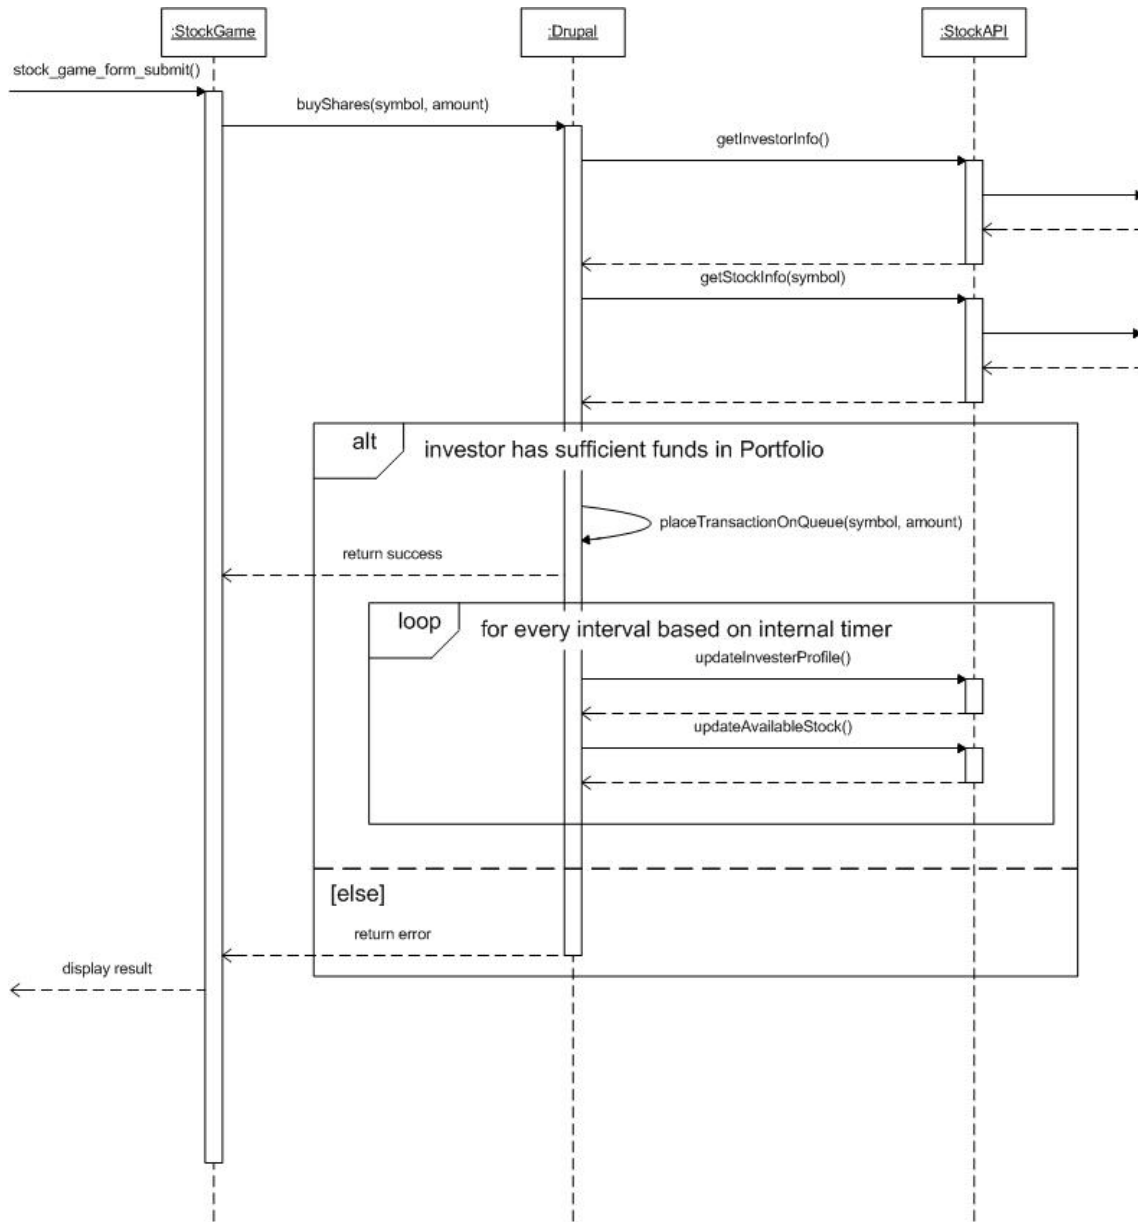 :StockGame
:Drupal
:StockAPI
stock_game_form_submit()
buyShares(symbol, amount)
getInvestorInfo()
getStockInfo(symbol)
alt
investor has sufficient funds in Portfolio
placeTransactionOnQueue(symbol, amount)
return success
loop
for every interval based on internal timer
updateInvesterProfile()
updateAvailableStock()
[else]
return error
display result